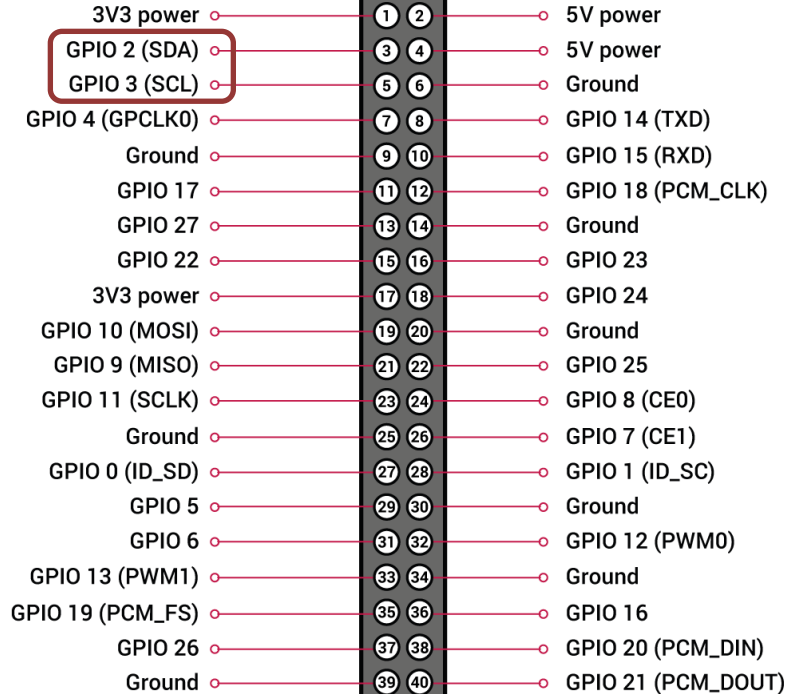 3V3 power 1 2 5V power
GPIO 2 (SDA) 3 4 5V power
GPIO 3 (SCL) 5 6 Ground
GPIO 4 (GPCLK0) 7 8 GPIO 14 (TXD)
Ground 9 10 GPIO 15 (RXD)
GPIO 17 11 12 GPIO 18 (PCM_CLK)
GPIO 27 13 14 Ground
GPIO 22 15 16 GPIO 23
3V3 power 17 18 GPIO 24
GPIO 10 (MOSI) 19 20 Ground
GPIO 9 (MISO) 21 22 GPIO 25
GPIO 11 (SCLK) 23 24 GPIO 8 (CE0)
Ground 25 26 GPIO 7 (CE1)
GPIO 0 (ID_SD) 27 28 GPIO 1 (ID_SC)
GPIO 5 29 30 Ground
GPIO 6 31 32 GPIO 12 (PWM0)
GPIO 13 (PWM1) 33 34 Ground
GPIO 19 (PCM_FS) 35 36 GPIO 16
GPIO 26 37 38 GPIO 20 (PCM_DIN)
Ground 39 40 GPIO 21 (PCM_DOUT)